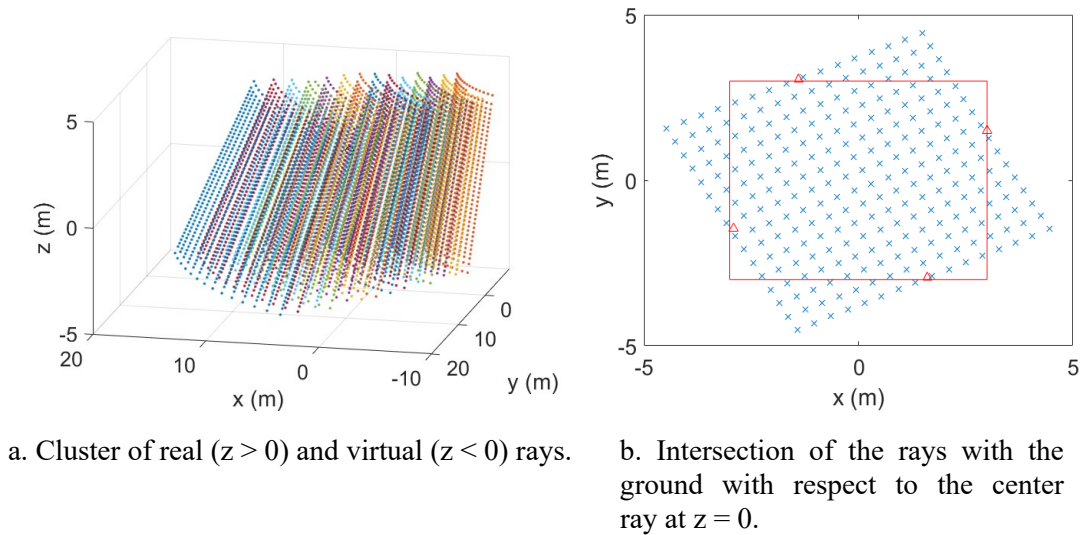 5
0
-5
z (m)
20
10
0
-10
x (m)
20
10
0
y (m)
5
0
-5
y (m)
-5
0
5
x (m)
a. Cluster of real (z > 0) and virtual (z < 0) rays.
b. Intersection of the rays with the
ground with respect to the center
ray at z = 0.